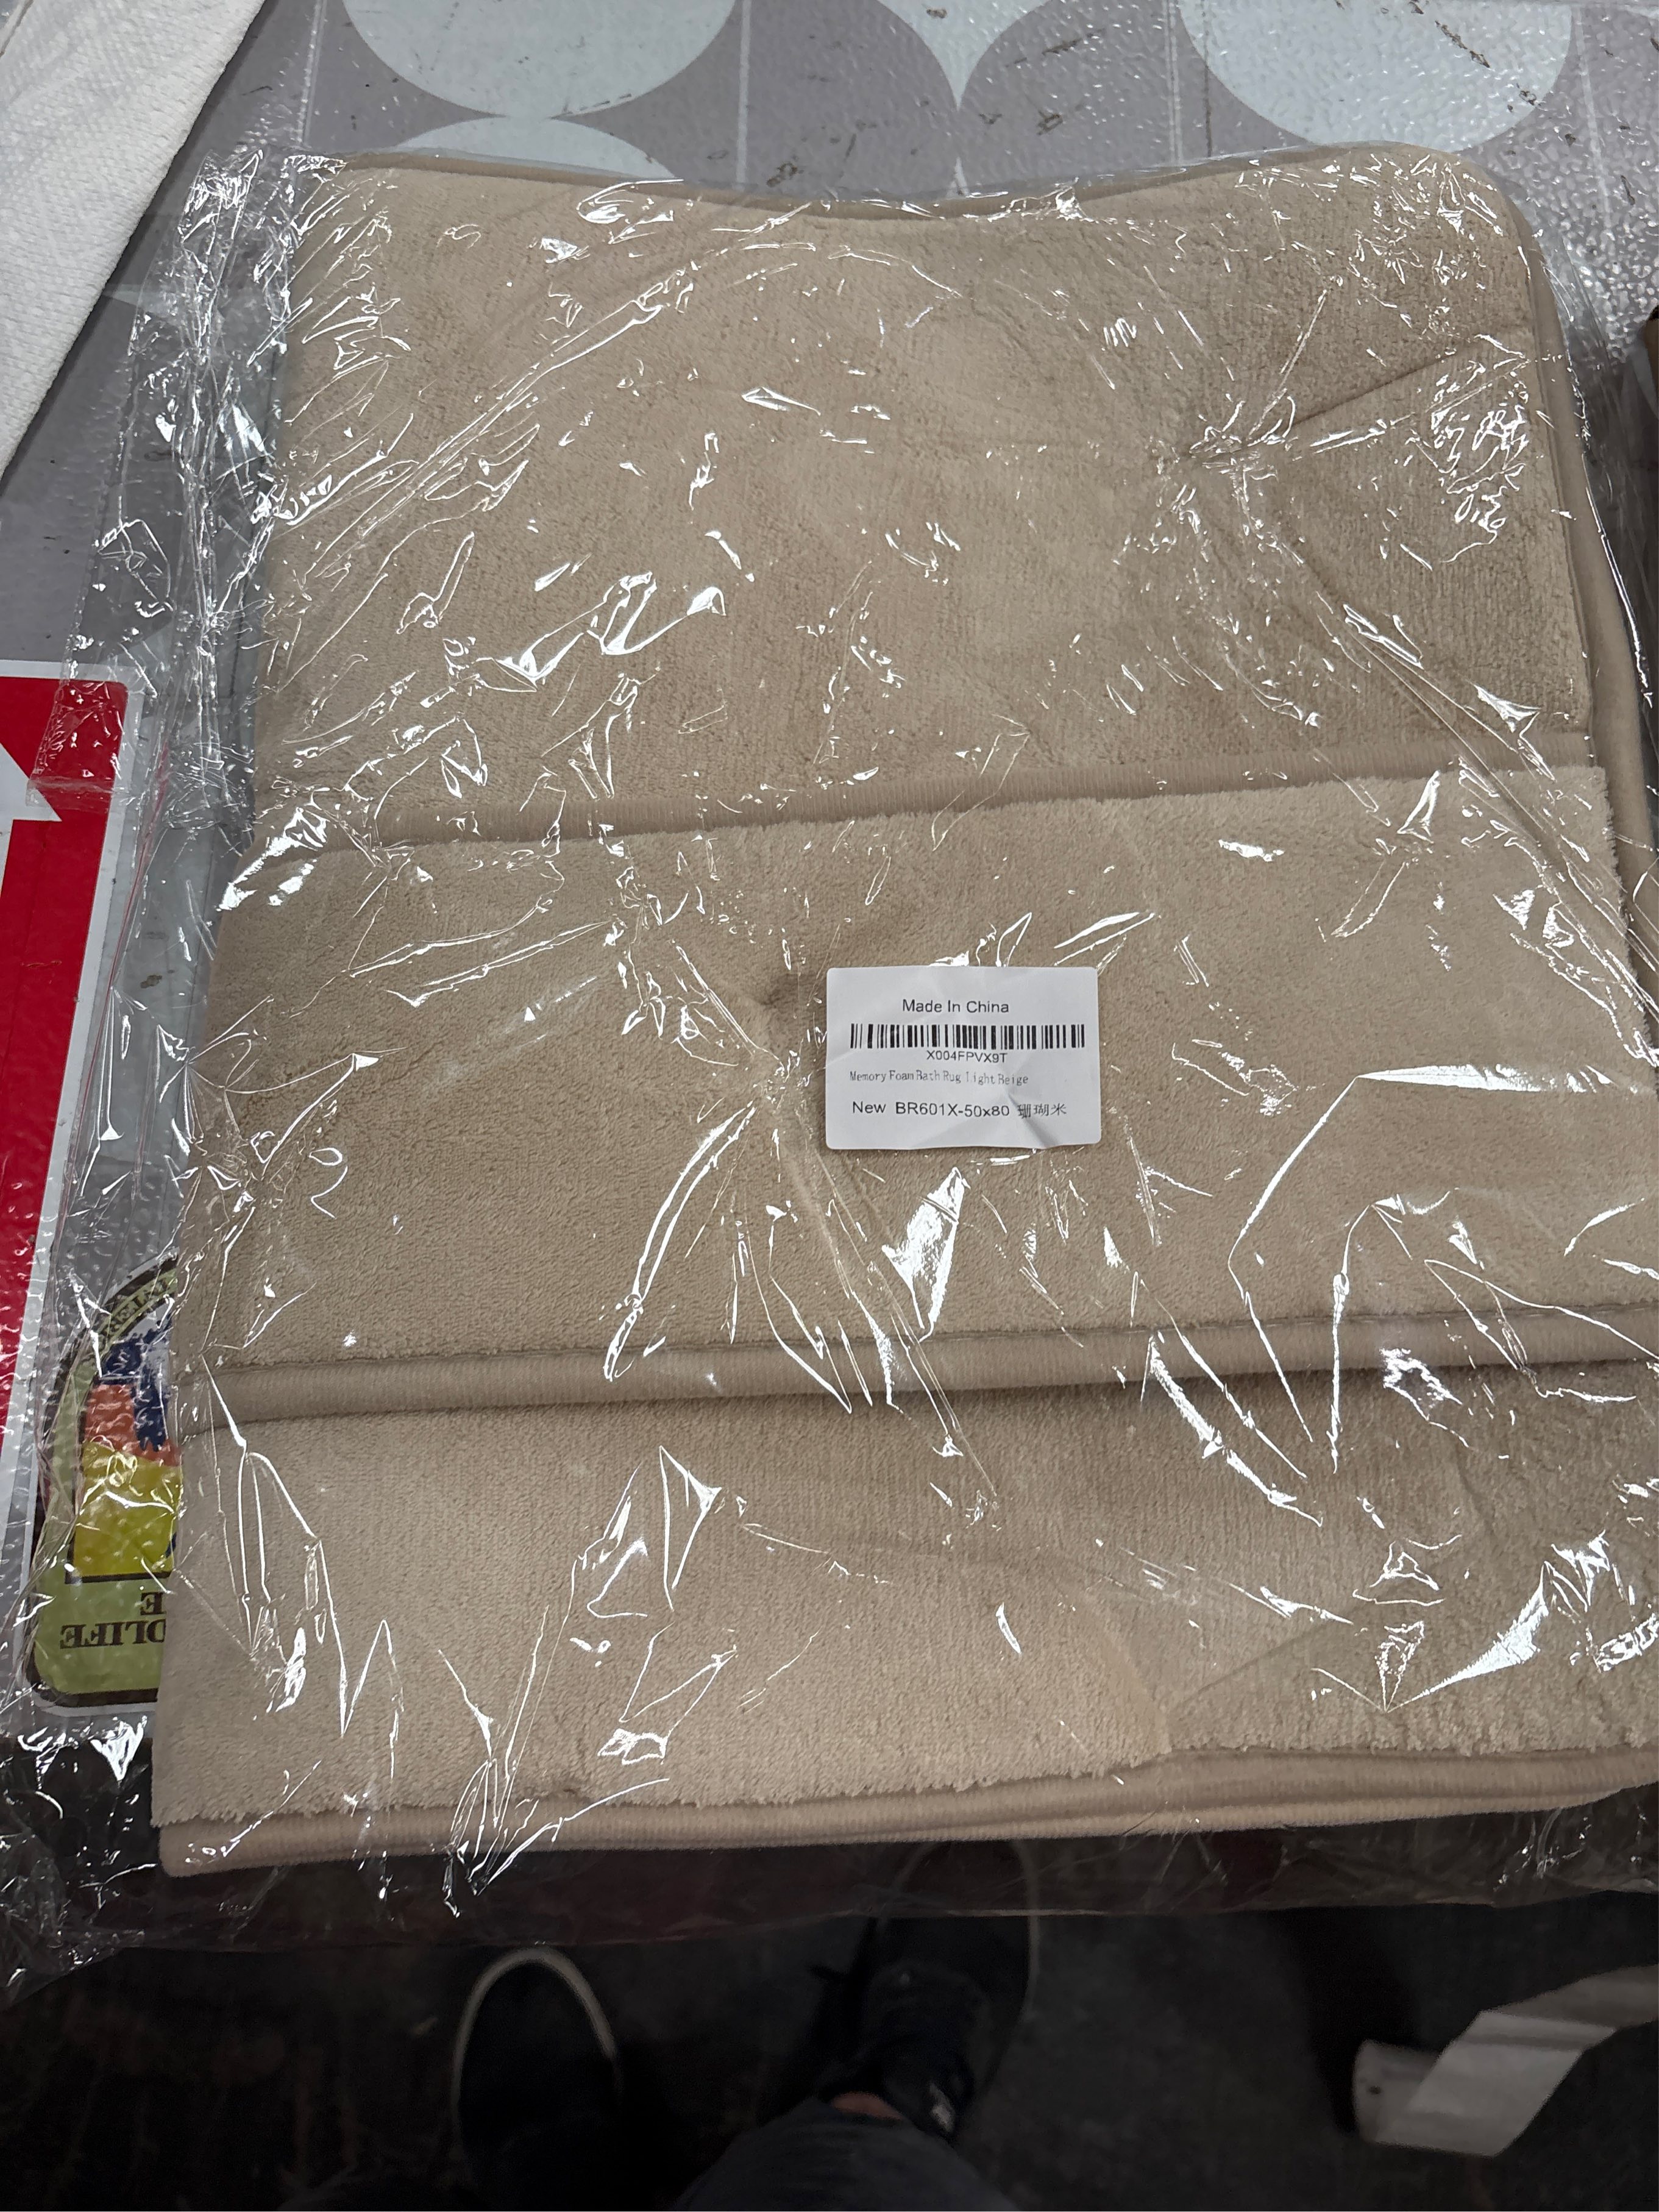 Made In China
X004FPVX9T
Memory Foam Bath Rug Light Beige
New BR601X-50x80 珊瑚米